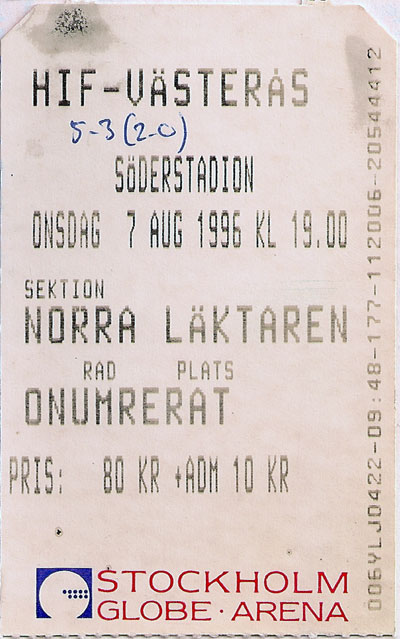 HIF-VÄSTERÅS
5-3 (2-0)
SÖDERSTADION
ONSDAG 7 AUG 1996 KL 19.00
SEKTION
NORRA LÄKTAREN
RAD PLATS
ONUMRERAT
PRIS: 80 KR +ADM 10 KR
STOCKHOLM
GLOBE·ARENA
006YLJ0422-09:48-177-112006-20544412